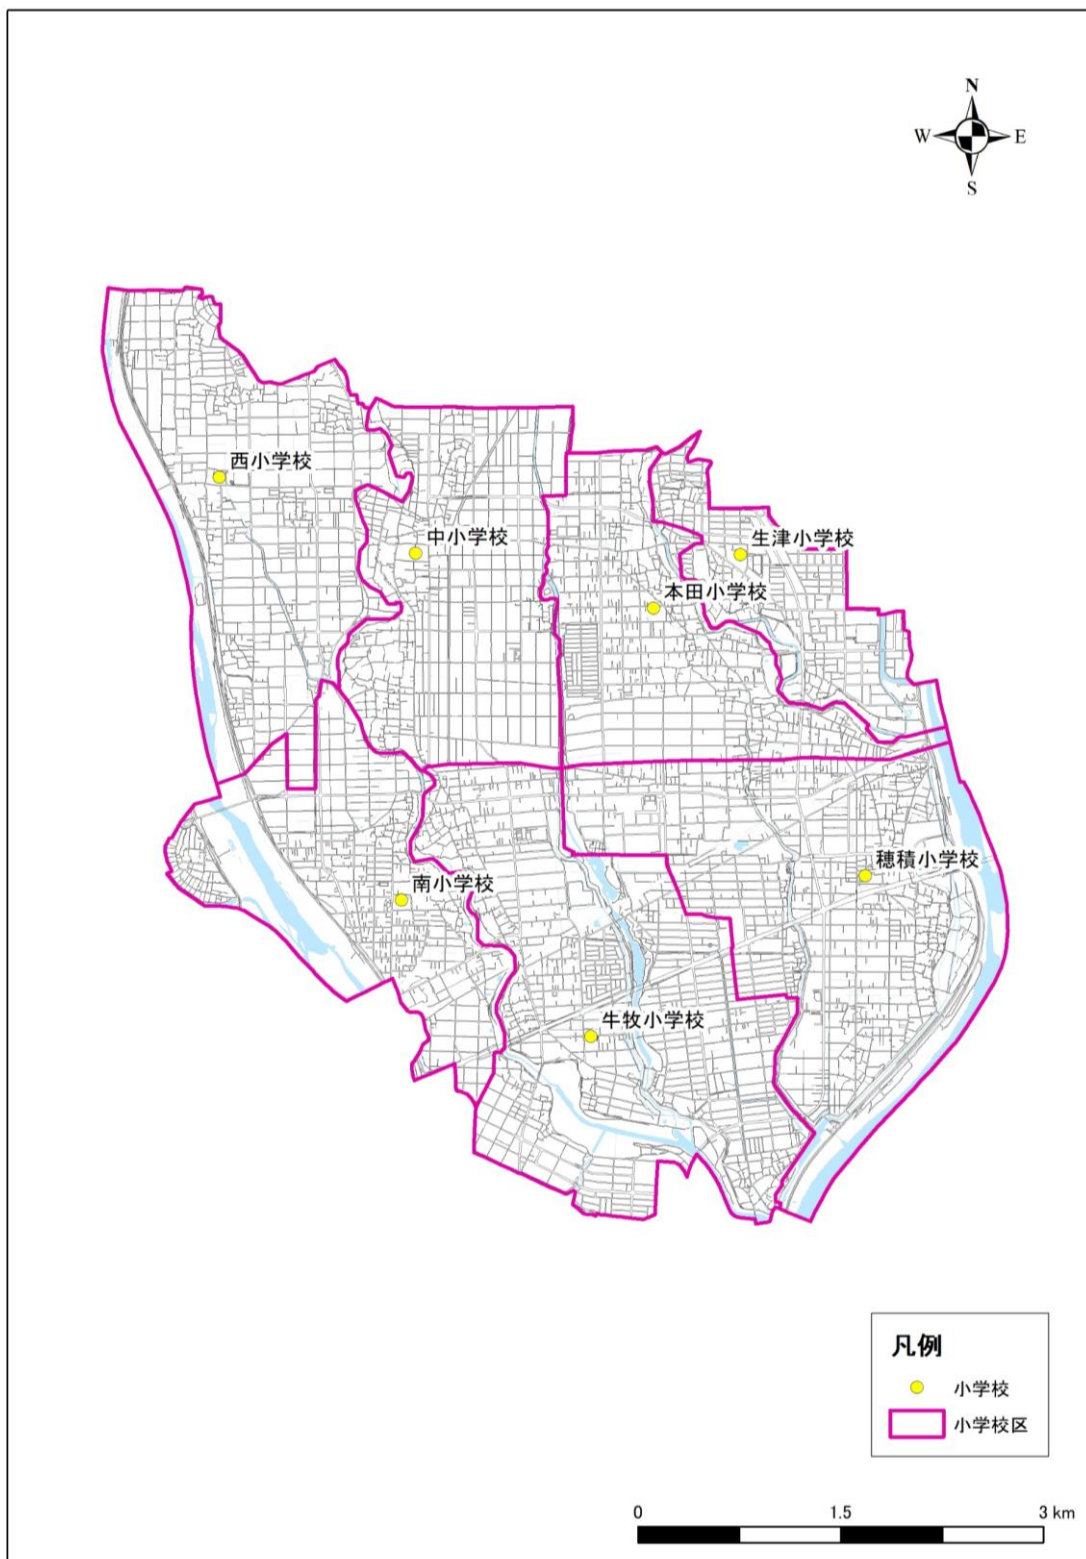 N
W E
S
西小学校
中小学校
生津小学校
本田小学校
穂積小学校
南小学校
牛牧小学校
凡例
小学校
小学校区
0 1.5 3 km